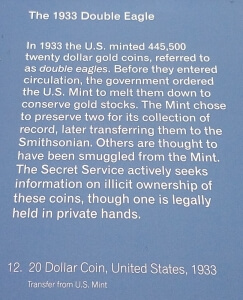 The 1933 Double Eagle
In 1933 the U.S. minted 445,500
twenty dollar gold coins, referred to
as double eagles. Before they entered
circulation, the government ordered
the U.S. Mint to melt them down to
conserve gold stocks. The Mint chose
to preserve two for its collection of
record, later transferring them to the
Smithsonian. Others are thought to
have been smuggled from the Mint.
The Secret Service actively seeks
information on illicit ownership of
these coins, though one is legally
held in private hands.
12. 20 Dollar Coin, United States, 1933
Transfer from U.S. Mint